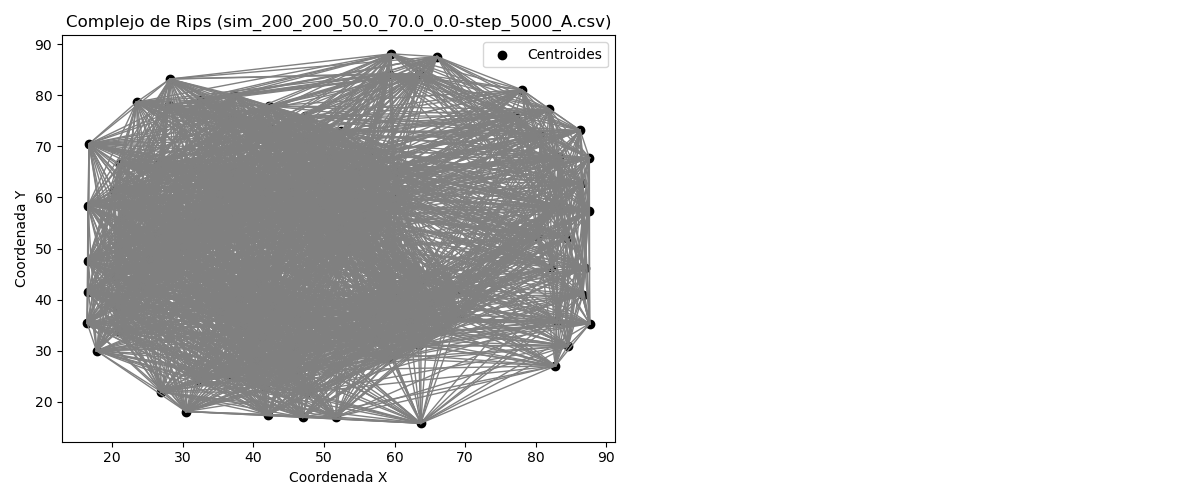 Complejo de Rips (sim_200_200_50.0_70.0_0.0-step_5000_A.csv)
Centroides
90
80
70
60
50
40
30
20
Coordenada Y
20 30 40 50 60 70 80 90
Coordenada X